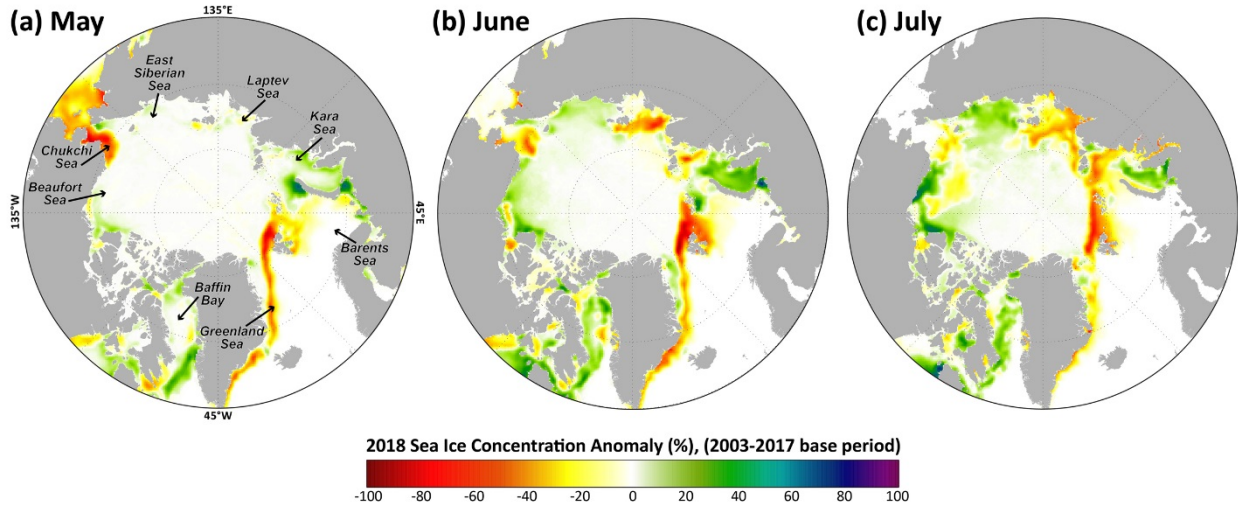 (a) May
135°E
East
Siberian
Sea
Laptev
Sea
Kara
Sea
Chukchi
Sea
Beaufort
Sea
135°W
45°E
Barents
Sea
Baffin
Bay
Greenland
Sea
45°W
(b) June
(c) July
2018 Sea Ice Concentration Anomaly (%), (2003-2017 base period)
-100 -80 -60 -40 -20 0 20 40 60 80 100